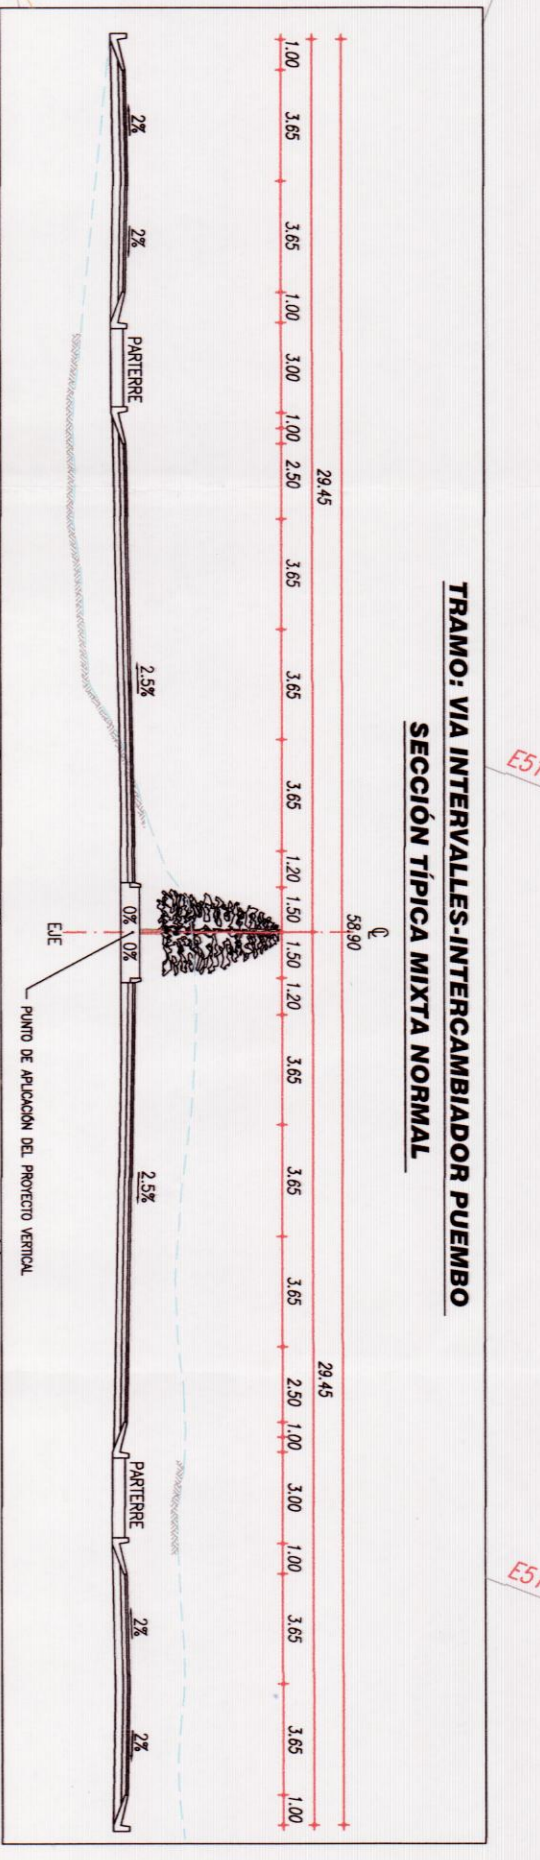 TRAMO: VIA INTERVALLES-INTERCAMBIADOR PUEMBO
SECCIÓN TÍPICA MIXTA NORMAL
℄
58.90
29.45 29.45
1.00 3.65 3.65 1.00 3.00 1.00 2.50 3.65 3.65 3.65 1.20 1.50 1.50 1.20 3.65 3.65 3.65 2.50 1.00 3.00 1.00 3.65 3.65 1.00
2% 2% PARTERRE 2.5% 0% 0% 2.5% PARTERRE 2% 2%
EJE
PUNTO DE APLICACIÓN DEL PROYECTO VERTICAL
E51
E51